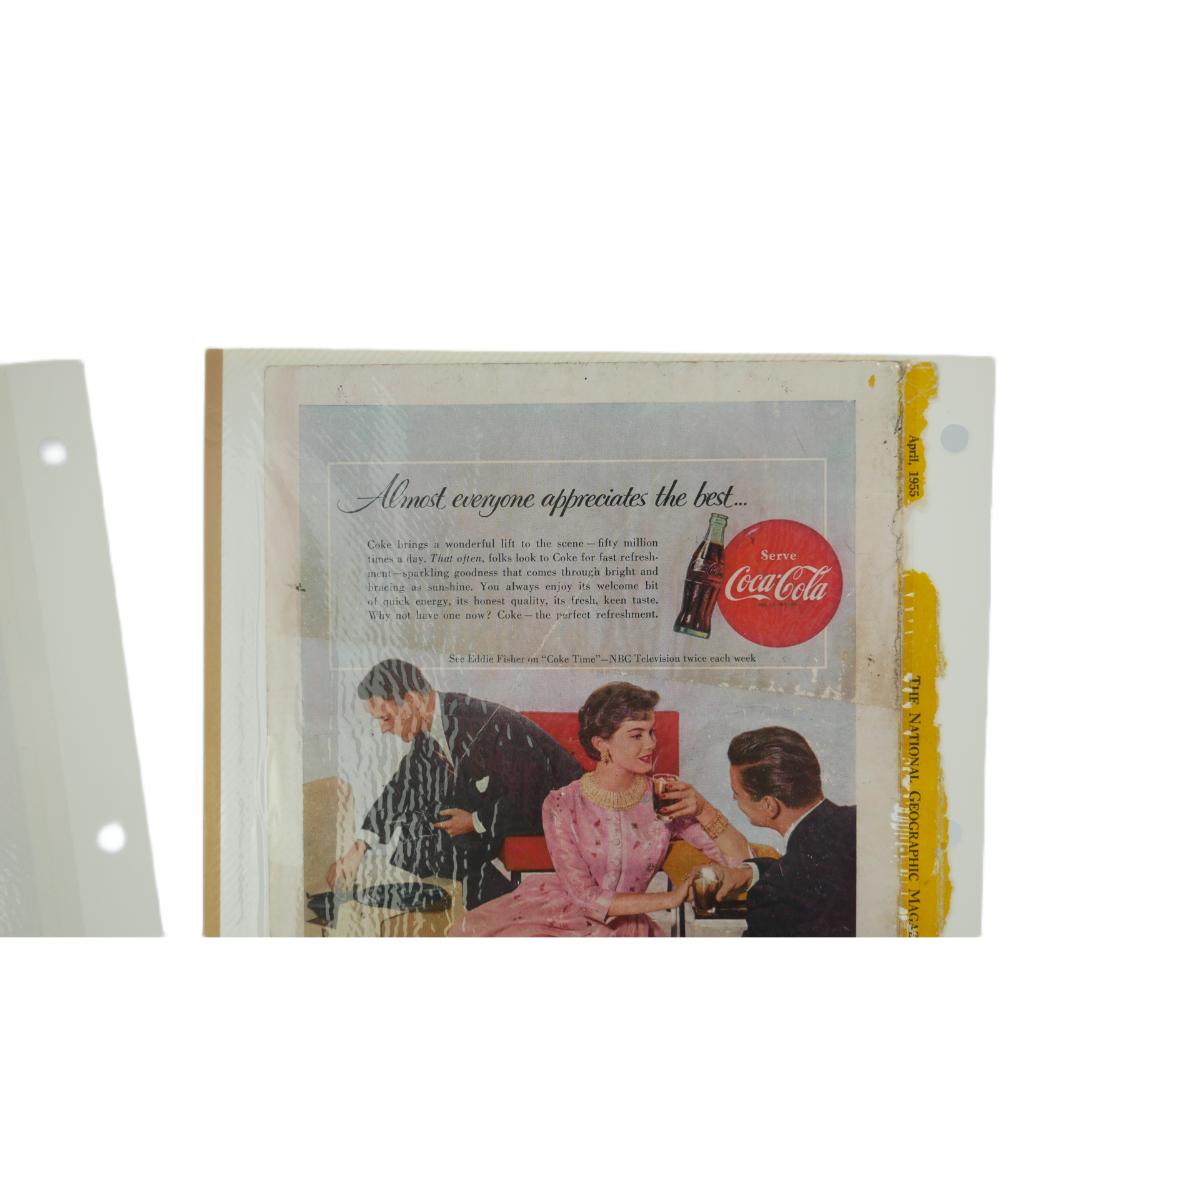 Almost everyone appreciates the best...
Coke brings a wonderful lift to the scene — fifty million
times a day. That often, folks look to Coke for fast refresh-
ment—sparkling goodness that comes through bright and
bracing as sunshine. You always enjoy its welcome bit
of quick energy, its honest quality, its fresh, keen taste.
Why not have one now? Coke — the perfect refreshment.
Serve
Coca-Cola
See Eddie Fisher on "Coke Time"—NBC Television twice each week
April, 1955
THE NATIONAL GEOGRAPHIC MAGAZ